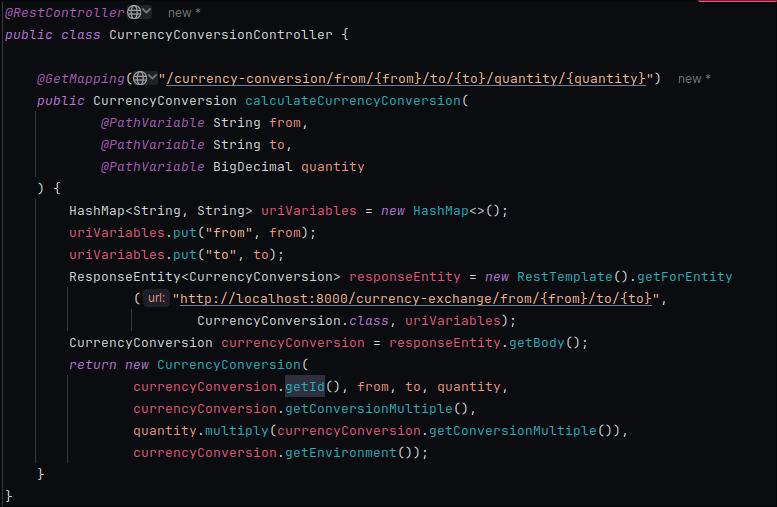 @RestController new *
public class CurrencyConversionController {
@GetMapping("/currency-conversion/from/{from}/to/{to}/quantity/{quantity}") new *
public CurrencyConversion calculateCurrencyConversion(
@PathVariable String from,
@PathVariable String to,
@PathVariable BigDecimal quantity
) {
HashMap<String, String> uriVariables = new HashMap<>();
uriVariables.put("from", from);
uriVariables.put("to", to);
ResponseEntity<CurrencyConversion> responseEntity = new RestTemplate().getForEntity
( url: "http://localhost:8000/currency-exchange/from/{from}/to/{to}",
CurrencyConversion.class, uriVariables);
CurrencyConversion currencyConversion = responseEntity.getBody();
return new CurrencyConversion(
currencyConversion.getId(), from, to, quantity,
currencyConversion.getConversionMultiple(),
quantity.multiply(currencyConversion.getConversionMultiple()),
currencyConversion.getEnvironment());
}
}